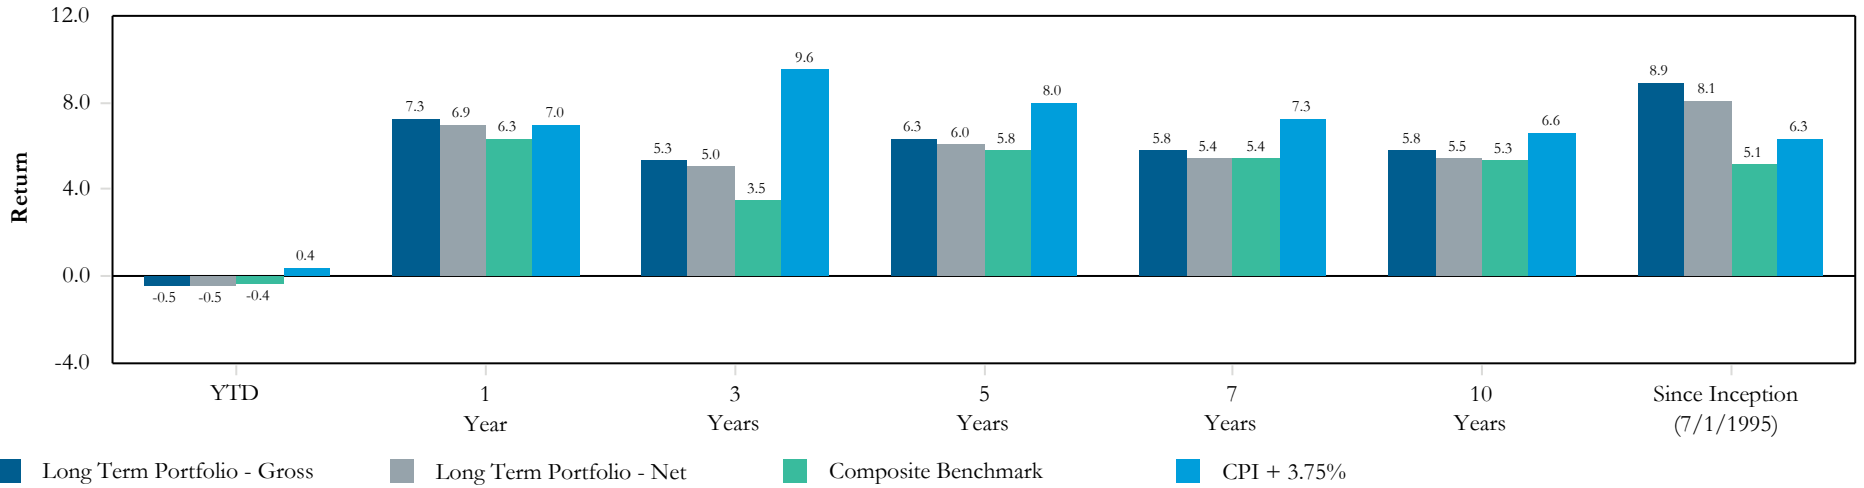 12.0
8.0
4.0
0.0
-4.0
Return
-0.5 -0.5 -0.4 0.4
7.3 6.9 6.3 7.0
5.3 5.0 3.5 9.6
6.3 6.0 5.8 8.0
5.8 5.4 5.4 7.3
5.8 5.5 5.3 6.6
8.9 8.1 5.1 6.3
YTD
1
Year
3
Years
5
Years
7
Years
10
Years
Since Inception
(7/1/1995)
Long Term Portfolio - Gross
Long Term Portfolio - Net
Composite Benchmark
CPI + 3.75%